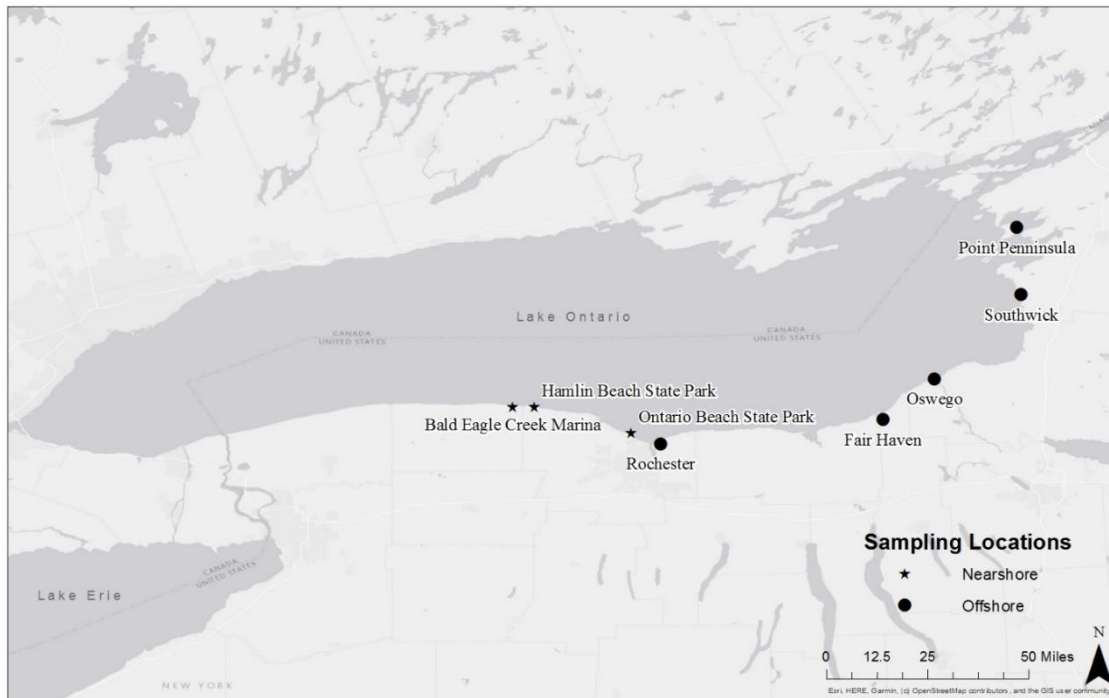 Point Penninsula
Southwick
Lake Ontario
CANADA
UNITED STATES
CANADA
UNITED STATES
Hamlin Beach State Park
Bald Eagle Creek Marina
Ontario Beach State Park
Oswego
Fair Haven
Rochester
Sampling Locations
Nearshore
Offshore
CANADA
UNITED STATES
Lake Erie
N
0 12.5 25 50 Miles
NEW YORK
Esri, HERE, Garmin, (c) OpenStreetMap contributors, and the GIS user community